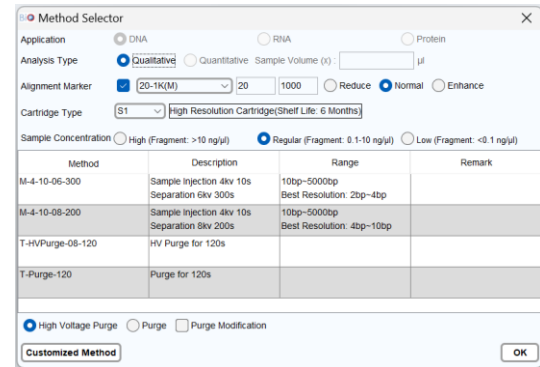 Method Selector
Application DNA RNA Protein
Analysis Type Qualitative Quantitative Sample Volume (x) : µl
Alignment Marker 20-1K(M) 20 1000 Reduce Normal Enhance
Cartridge Type S1 High Resolution Cartridge(Shelf Life: 6 Months)
Sample Concentration High (Fragment: >10 ng/µl) Regular (Fragment: 0.1-10 ng/µl) Low (Fragment: <0.1 ng/µl)
Method Description Range Remark
M-4-10-06-300 Sample Injection 4kv 10s 10bp~5000bp
Separation 6kv 300s Best Resolution: 2bp~4bp
M-4-10-08-200 Sample Injection 4kv 10s 10bp~5000bp
Separation 8kv 200s Best Resolution: 4bp~10bp
T-HVPurge-08-120 HV Purge for 120s
T-Purge-120 Purge for 120s
High Voltage Purge Purge Purge Modification
Customized Method OK